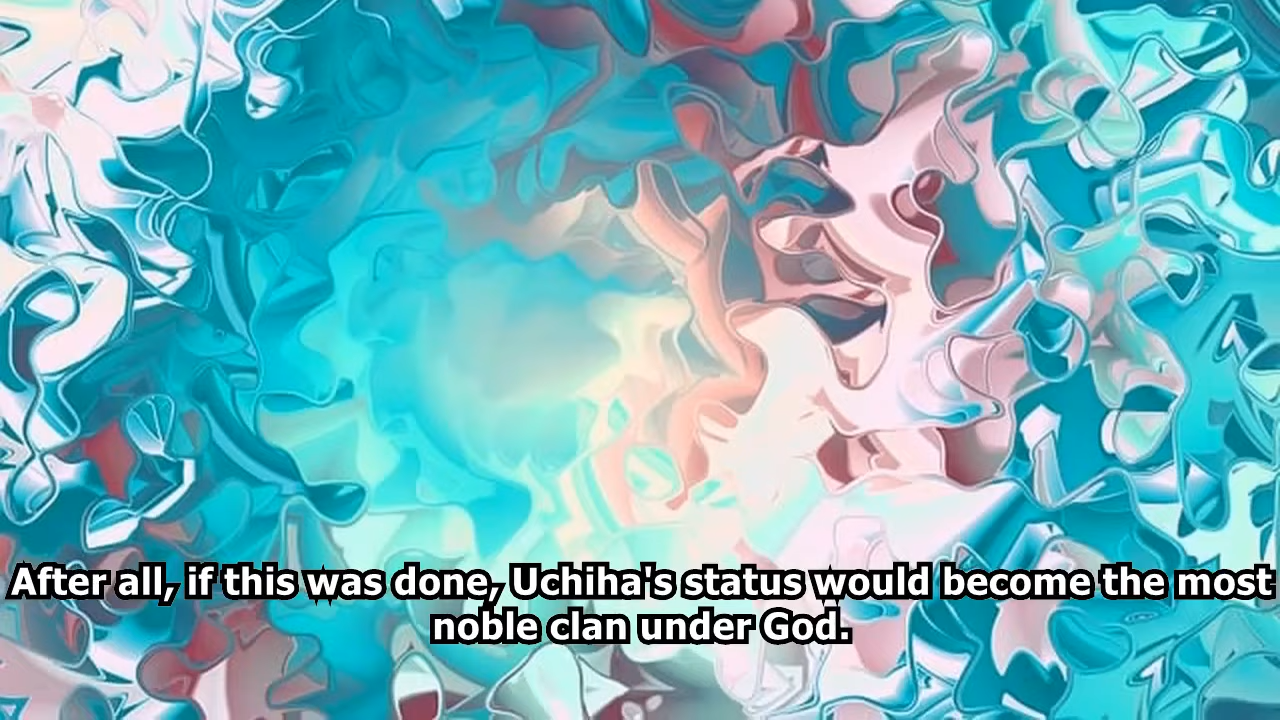 After all, if this was done, Uchiha's status would become the most
noble clan under God.